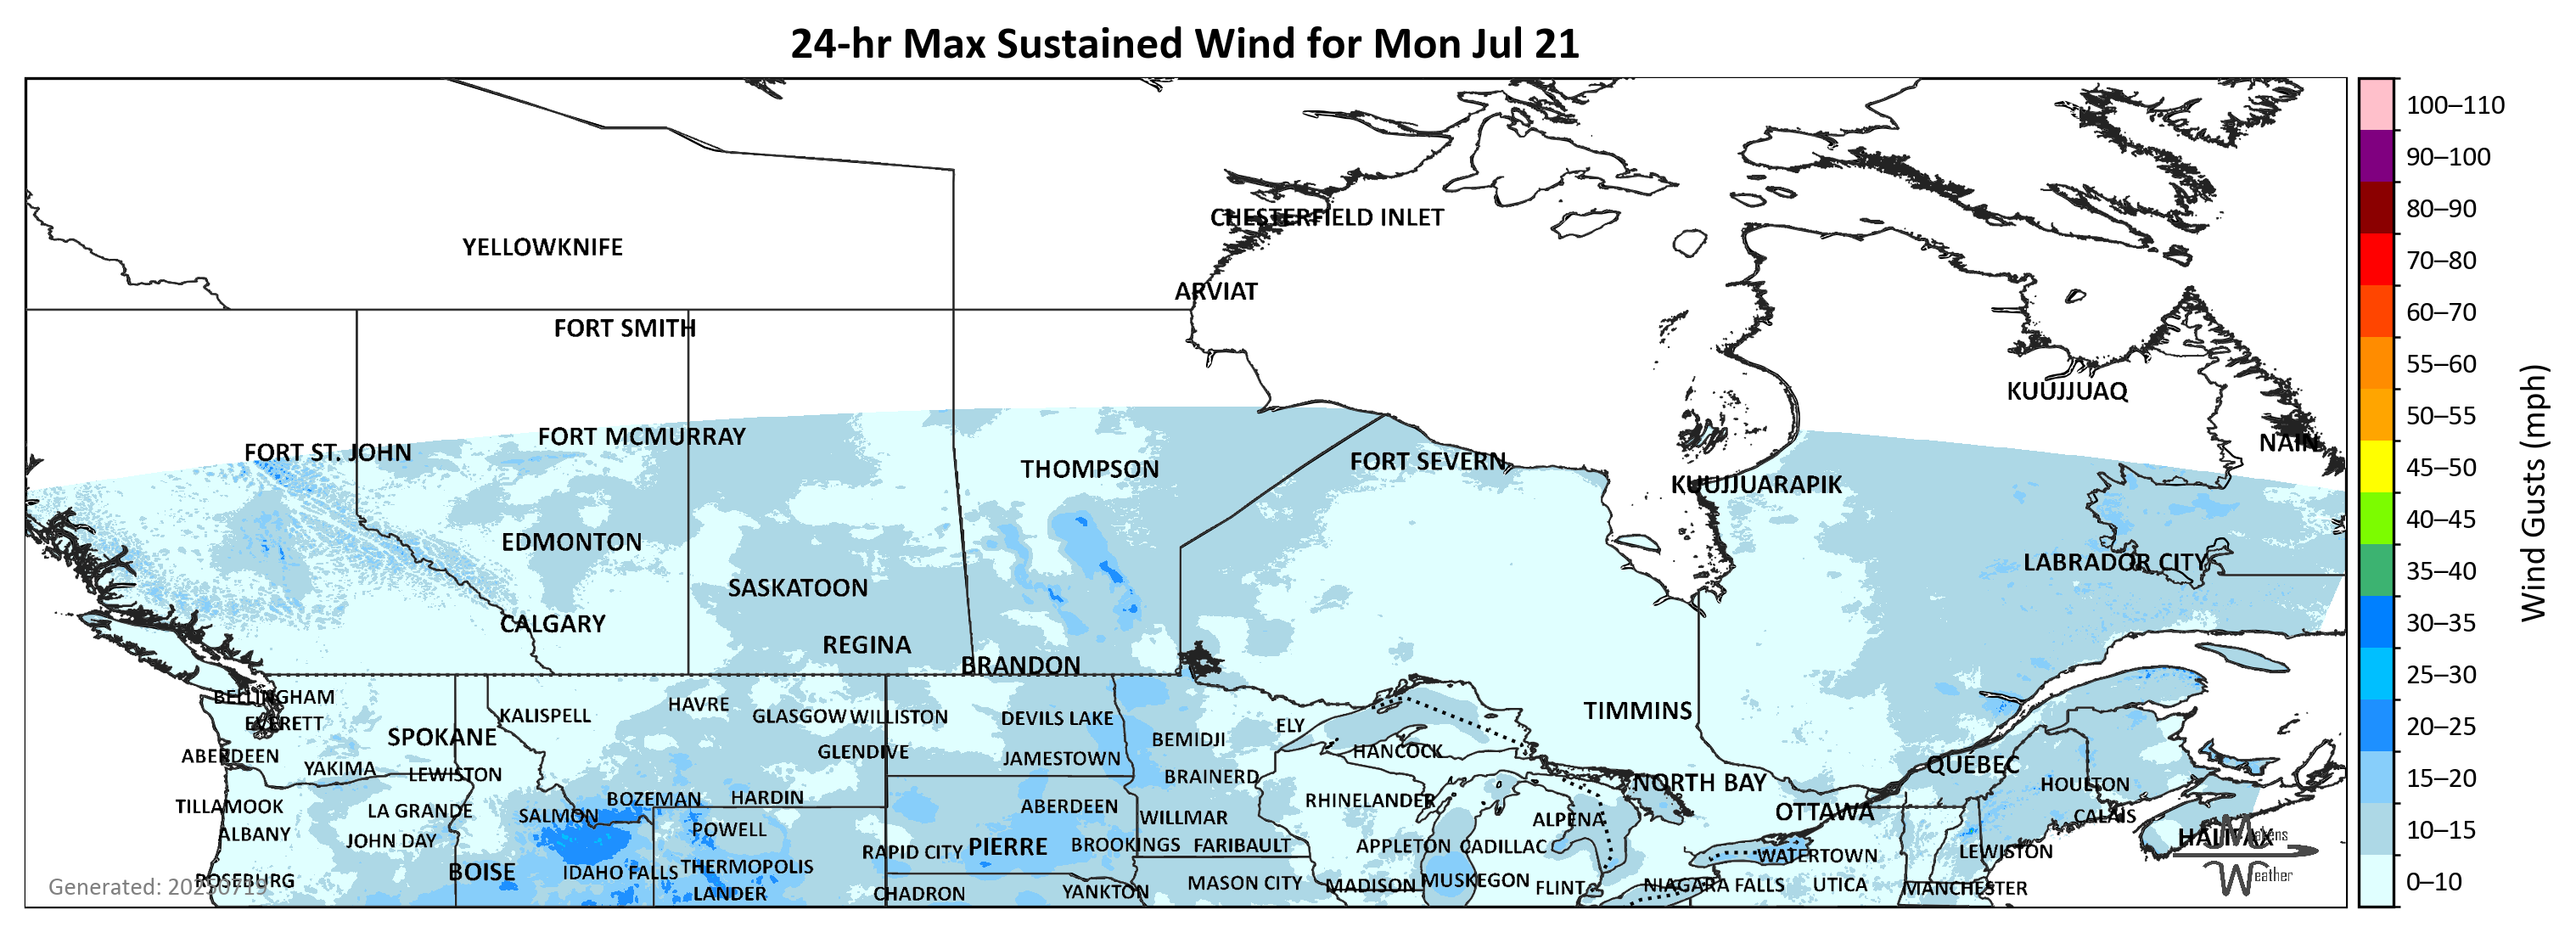 24-hr Max Sustained Wind for Mon Jul 21
100–110
90–100
80–90
70–80
60–70
55–60
50–55
45–50
40–45
35–40
30–35
25–30
20–25
15–20
10–15
0–10
Wind Gusts (mph)
CHESTERFIELD INLET
YELLOWKNIFE
ARVIAT
FORT SMITH
KUUJJUAQ
FORT MCMURRAY
NAIN
FORT ST. JOHN
FORT SEVERN
THOMPSON
KUUJJUARAPIK
EDMONTON
LABRADOR CITY
SASKATOON
CALGARY
REGINA
BRANDON
BELLINGHAM
HAVRE
TIMMINS
KALISPELL
GLASGOW
WILLISTON
DEVILS LAKE
EVERETT
ELY
SPOKANE
BEMIDJI
HANCOCK
GLENDIVE
ABERDEEN
JAMESTOWN
QUEBEC
YAKIMA
LEWISTON
BRAINERD
NORTH BAY
HOULTON
BOZEMAN
HARDIN
RHINELANDER
TILLAMOOK
LA GRANDE
ABERDEEN
OTTAWA
SALMON
WILLMAR
ALPENA
CALAIS
ALBANY
POWELL
HALIFAX
Makens
JOHN DAY
PIERRE
BROOKINGS
FARIBAULT
APPLETON
CADILLAC
RAPID CITY
WATERTOWN
LEWISTON
THERMOPOLIS
BOISE
IDAHO FALLS
Weather
ROSEBURG
MUSKEGON
MASON CITY
MADISON
Generated: 20250719
FLINT
NIAGARA FALLS
UTICA
MANCHESTER
LANDER
CHADRON
YANKTON